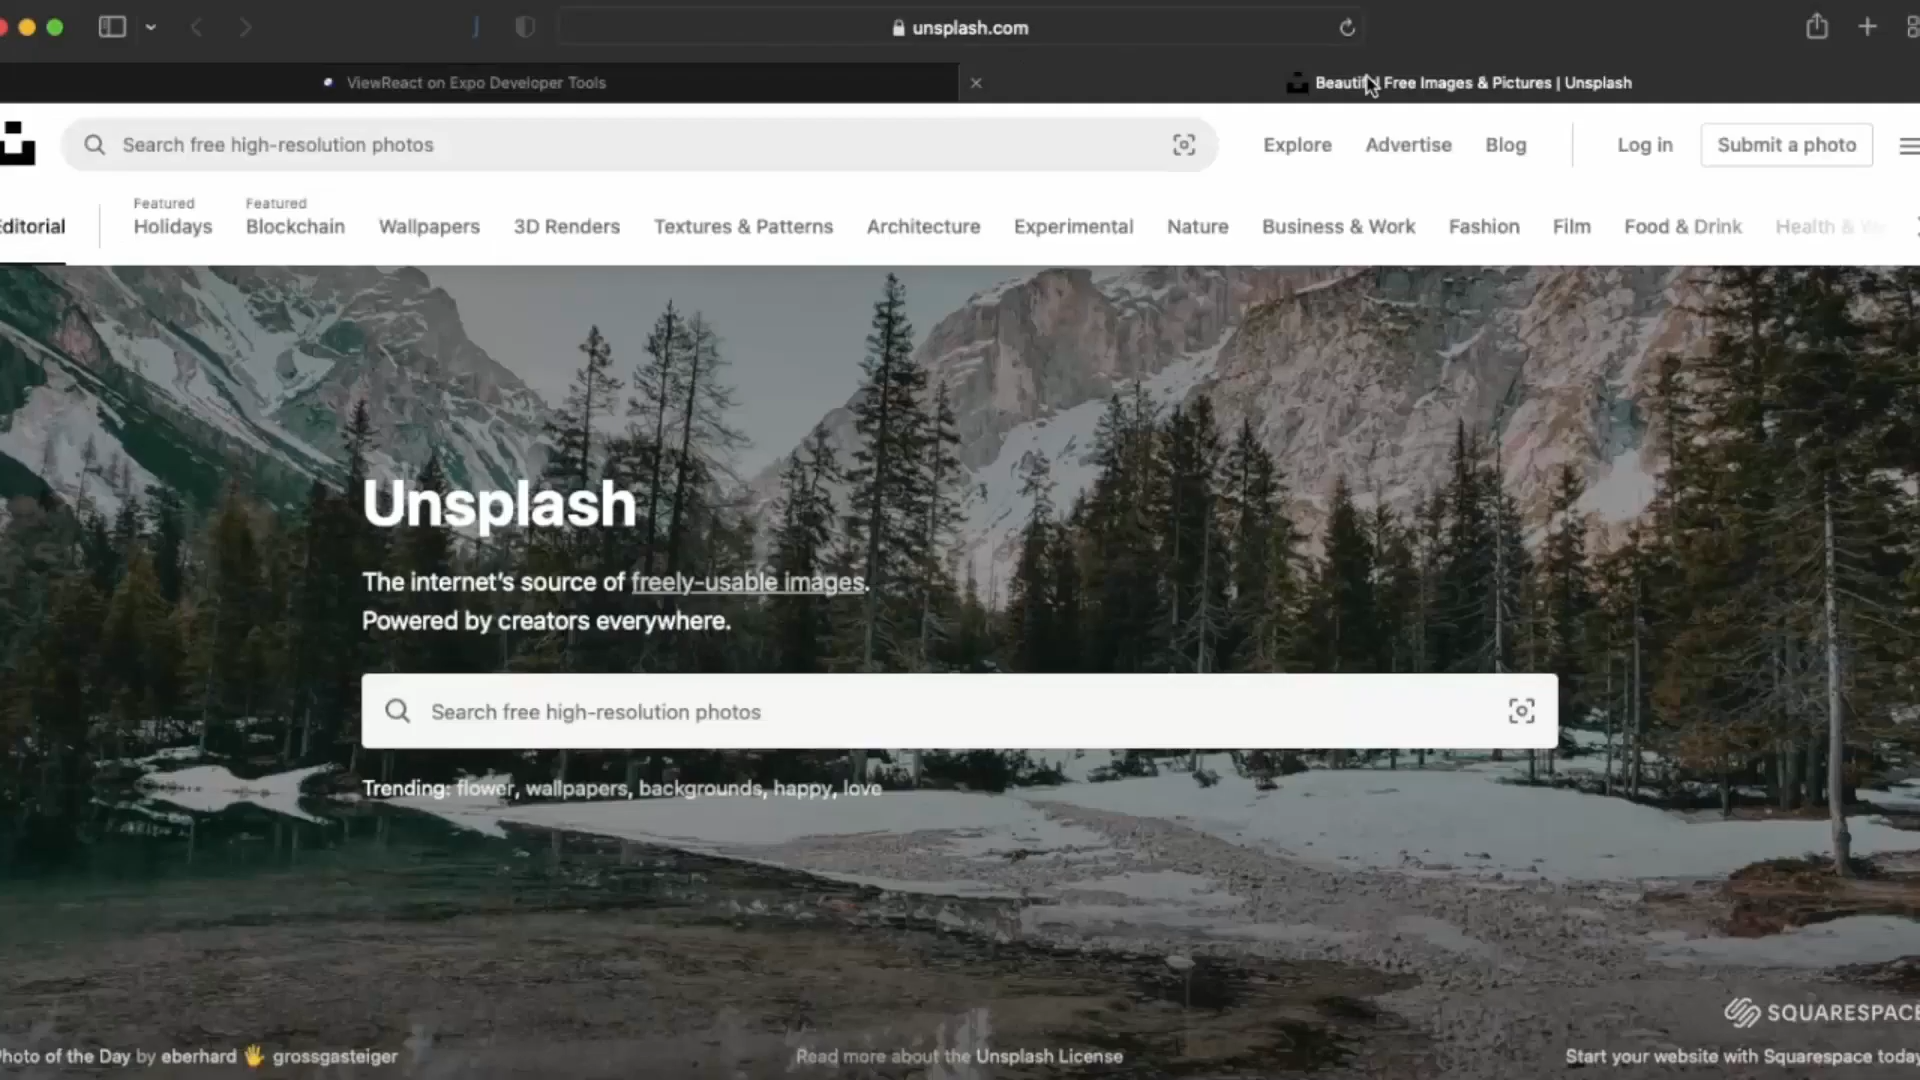 unsplash.com
ViewReact on Expo Developer Tools
Free Images & Pictures | Unsplash
Search free high-resolution photos
Explore
Advertise
Blog
Log in
Submit a photo
ditorial
Featured
Holidays
Featured
Blockchain
Wallpapers
3D Renders
Textures & Patterns
Architecture
Experimental
Nature
Business & Work
Fashion
Film
Food & Drink
Health &
Unsplash
The internet's source of freely-usable images.
Powered by creators everywhere.
Search free high-resolution photos
Trending: flower, wallpapers, backgrounds, happy, love
SQUARESPACE
hoto of the Day by eberhard 🖐 grossgasteiger
Read more about the Unsplash License
Start your website with Squarespace today